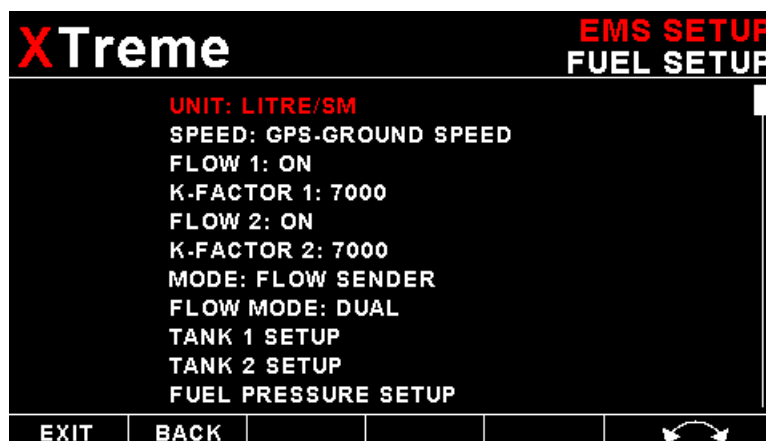 XTreme
EMS SETUP
FUEL SETUP
UNIT: LITRE/SM
SPEED: GPS-GROUND SPEED
FLOW 1: ON
K-FACTOR 1: 7000
FLOW 2: ON
K-FACTOR 2: 7000
MODE: FLOW SENDER
FLOW MODE: DUAL
TANK 1 SETUP
TANK 2 SETUP
FUEL PRESSURE SETUP
EXIT BACK